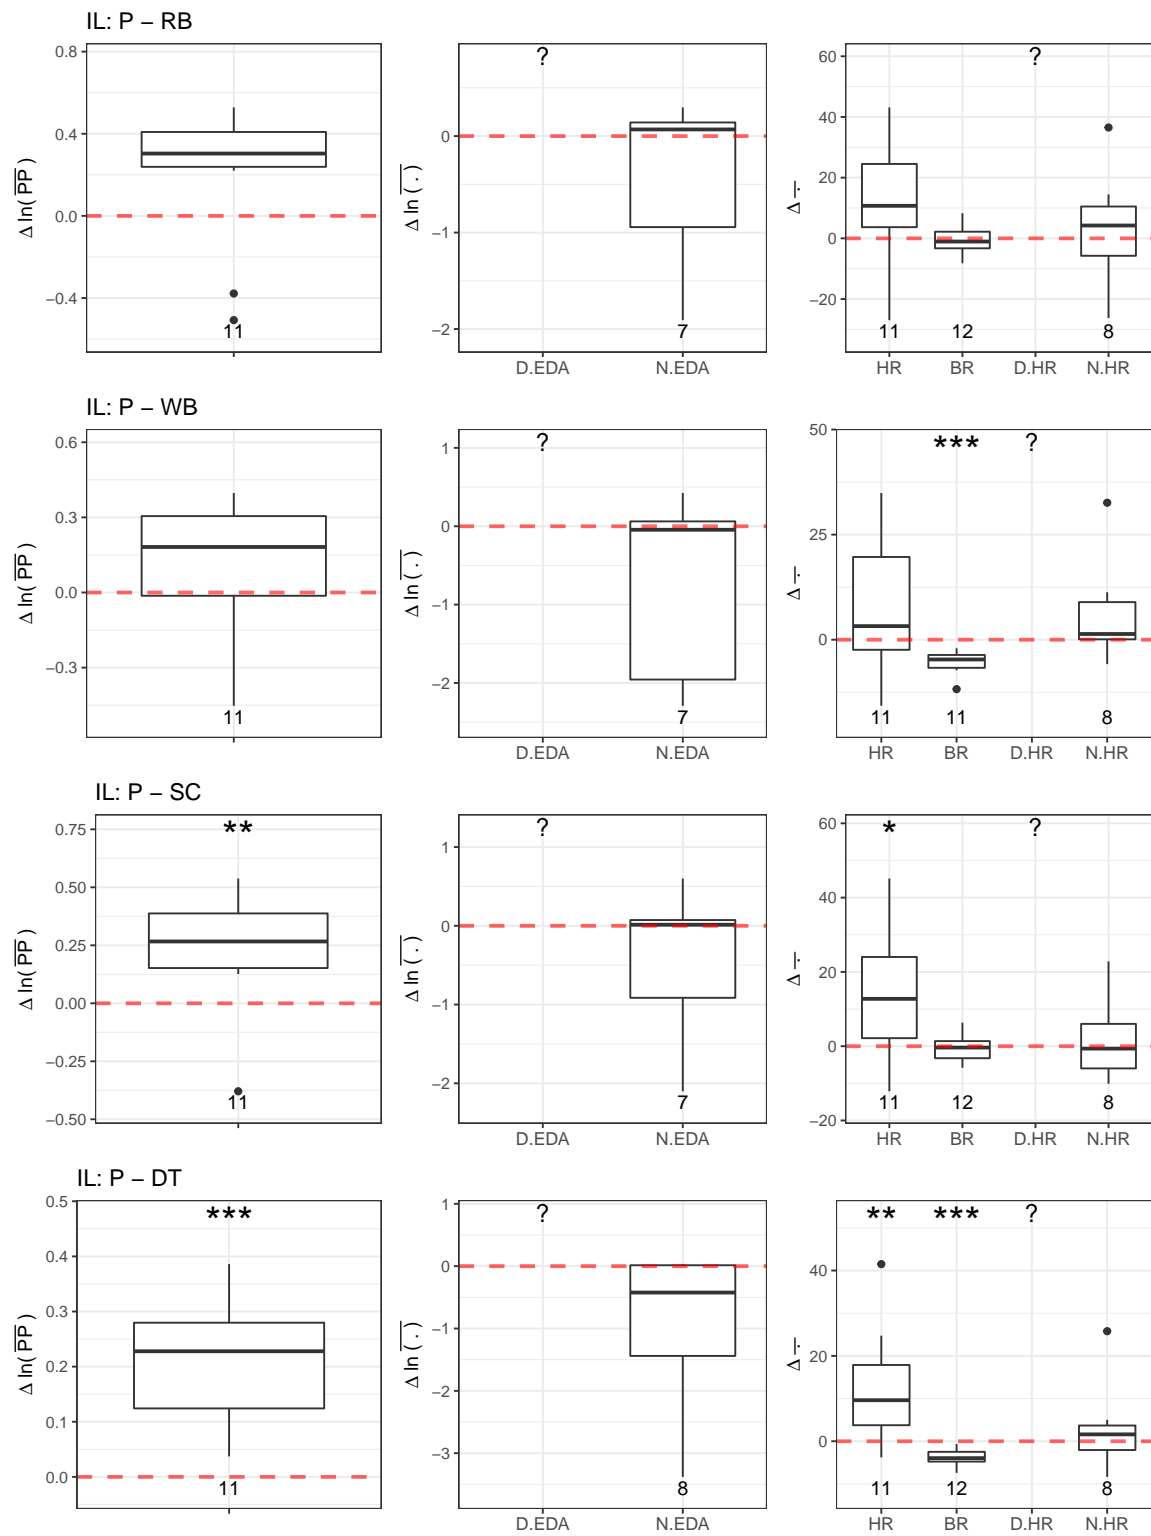 IL: P – RB
0.8
0.4
0.0
−0.4
Δ ln( PP )
11
0
−1
−2
Δ ln ( . )
?
7
D.EDA
N.EDA
60
40
20
0
−20
Δ .
?
11
12
8
HR
BR
D.HR
N.HR
IL: P – WB
0.6
0.3
0.0
−0.3
Δ ln( PP )
11
1
0
−1
−2
Δ ln ( . )
?
7
D.EDA
N.EDA
50
25
0
Δ .
***
?
11
11
8
HR
BR
D.HR
N.HR
IL: P – SC
0.75
0.50
0.25
0.00
−0.25
−0.50
Δ ln( PP )
**
11
1
0
−1
−2
Δ ln ( . )
?
7
D.EDA
N.EDA
60
40
20
0
−20
Δ .
*
?
11
12
8
HR
BR
D.HR
N.HR
IL: P – DT
0.5
0.4
0.3
0.2
0.1
0.0
Δ ln( PP )
***
11
1
0
−1
−2
−3
Δ ln ( . )
?
8
D.EDA
N.EDA
40
20
0
Δ .
**
***
?
11
12
8
HR
BR
D.HR
N.HR